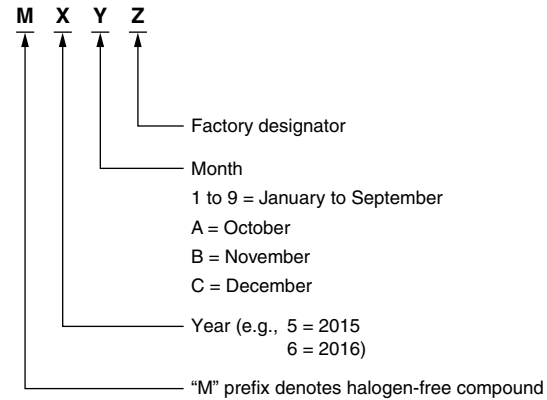 M X Y Z
Factory designator
Month
1 to 9 = January to September
A = October
B = November
C = December
Year (e.g., 5 = 2015
6 = 2016)
“M” prefix denotes halogen-free compound